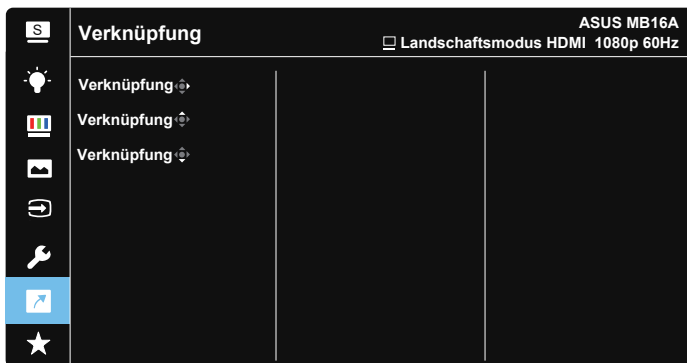 S
Verknüpfung
ASUS MB16A
Landschaftsmodus HDMI 1080p 60Hz
Verknüpfung
Verknüpfung
Verknüpfung